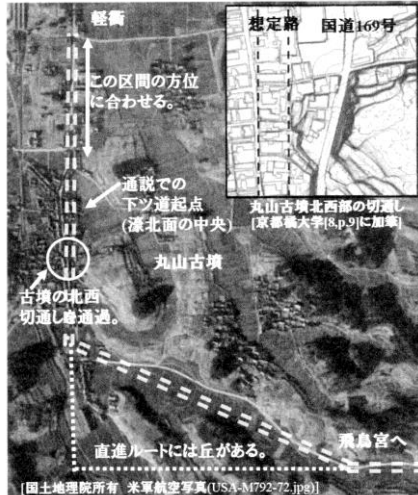 軽衢
この区間の方位
に合わせる。
想定路 国道169号
丸山古墳北西部の切通し
[京都橘大学[8,p.9]に加筆]
通説での
下ツ道起点
(濠北面の中央)
丸山古墳
古墳の北西
切通しを通過。
飛鳥宮へ
直進ルートには丘がある。
[国土地理院所有 米軍航空写真(USA-M792-72.jpg)]